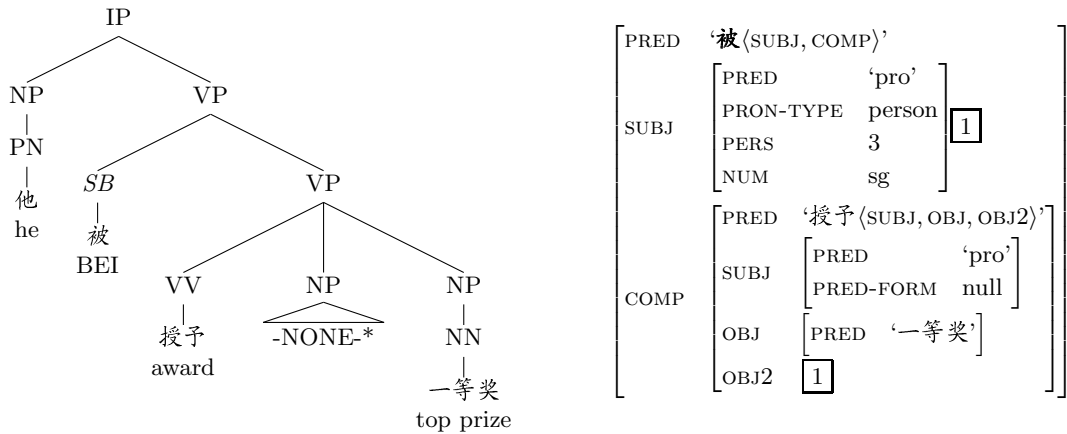 IP
NP VP
PN
他
he
SB VP
被
BEI
VV NP NP
授予
award
-NONE-*
NN
一等奖
top prize
PRED ‘被⟨SUBJ, COMP⟩’
SUBJ
PRED ‘pro’
PRON-TYPE person
PERS 3
NUM sg
1
COMP
PRED ‘授予⟨SUBJ, OBJ, OBJ2⟩’
SUBJ
PRED ‘pro’
PRED-FORM null
OBJ PRED ‘一等奖’
OBJ2 1